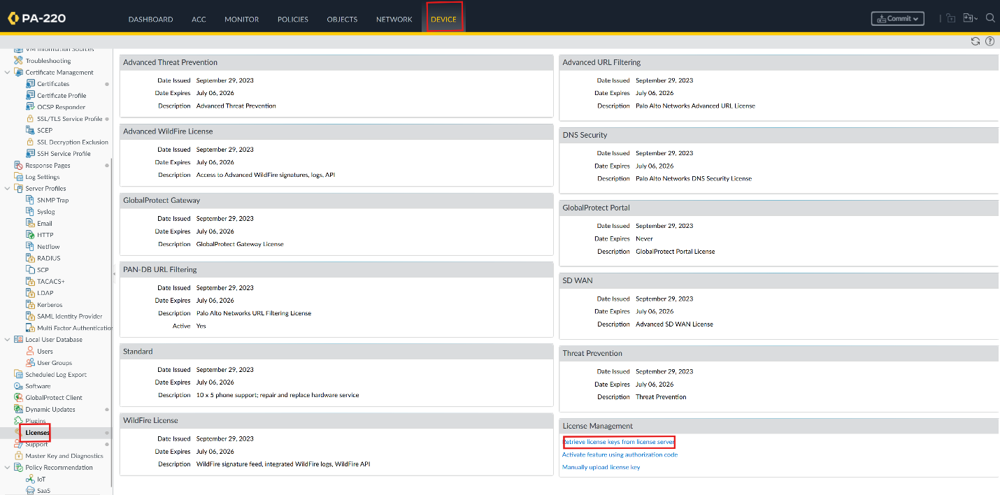 PA-220
DASHBOARD
ACC
MONITOR
POLICIES
OBJECTS
NETWORK
DEVICE
Commit
VM Information Sources
Troubleshooting
Certificate Management
Certificates
Certificate Profile
OCSP Responder
SSL/TLS Service Profile
SCEP
SSL Decryption Exclusion
SSH Service Profile
Response Pages
Log Settings
Server Profiles
SNMP Trap
Syslog
Email
HTTP
Netflow
RADIUS
SCP
TACACS+
LDAP
Kerberos
SAML Identity Provider
Multi Factor Authentication
Local User Database
Users
User Groups
Scheduled Log Export
Software
GlobalProtect Client
Dynamic Updates
Plugins
Licenses
Support
Master Key and Diagnostics
Policy Recommendation
IoT
SaaS
Advanced Threat Prevention
Date Issued September 29, 2023
Date Expires July 06, 2026
Description Advanced Threat Prevention
Advanced WildFire License
Date Issued September 29, 2023
Date Expires July 06, 2026
Description Access to Advanced WildFire signatures, logs, API
GlobalProtect Gateway
Date Issued September 29, 2023
Date Expires July 06, 2026
Description GlobalProtect Gateway License
PAN-DB URL Filtering
Date Issued September 29, 2023
Date Expires July 06, 2026
Description Palo Alto Networks URL Filtering License
Active Yes
Standard
Date Issued September 29, 2023
Date Expires July 06, 2026
Description 10 x 5 phone support; repair and replace hardware service
WildFire License
Date Issued September 29, 2023
Date Expires July 06, 2026
Description WildFire signature feed, integrated WildFire logs, WildFire API
Advanced URL Filtering
Date Issued September 29, 2023
Date Expires July 06, 2026
Description Palo Alto Networks Advanced URL License
DNS Security
Date Issued September 29, 2023
Date Expires July 06, 2026
Description Palo Alto Networks DNS Security License
GlobalProtect Portal
Date Issued September 29, 2023
Date Expires Never
Description GlobalProtect Portal License
SD WAN
Date Issued September 29, 2023
Date Expires July 06, 2026
Description Advanced SD WAN License
Threat Prevention
Date Issued September 29, 2023
Date Expires July 06, 2026
Description Threat Prevention
License Management
Retrieve license keys from license server
Activate feature using authorization code
Manually upload license key